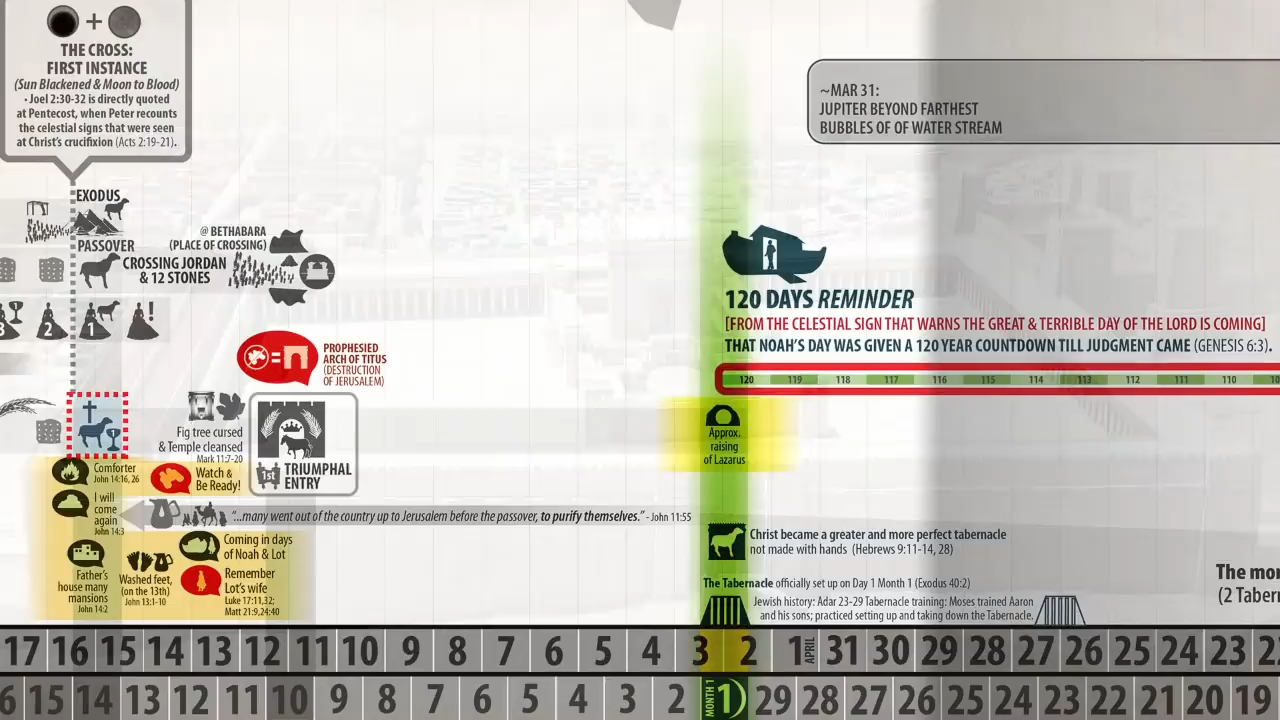 +
THE CROSS:
FIRST INSTANCE
(Sun Blackened & Moon to Blood)
• Joel 2:30-32 is directly quoted
at Pentecost, when Peter recounts
the celestial signs that were seen
at Christ's crucifixion (Acts 2:19-21).
~MAR 31:
JUPITER BEYOND FARTHEST
BUBBLES OF OF WATER STREAM
EXODUS
PASSOVER
@ BETHABARA
(PLACE OF CROSSING)
CROSSING JORDAN
& 12 STONES
3 2 1 !
PROPHESIED
ARCH OF TITUS
(DESTRUCTION
OF JERUSALEM)
=
120 DAYS REMINDER
[FROM THE CELESTIAL SIGN THAT WARNS THE GREAT & TERRIBLE DAY OF THE LORD IS COMING]
THAT NOAH'S DAY WAS GIVEN A 120 YEAR COUNTDOWN TILL JUDGMENT CAME (GENESIS 6:3).
120 119 118 117 116 115 114 113 112 111 110 10
Fig tree cursed
& Temple cleansed
Mark 11:7-20
1st TRIUMPHAL
ENTRY
Approx.
raising
of Lazarus
Comforter
John 14:16, 26
Watch &
Be Ready!
I will
come
again
John 14:3
"...many went out of the country up to Jerusalem before the passover, to purify themselves." - John 11:55
Father's
house many
mansions
John 14:2
Washed feet,
(on the 13th)
John 13:1-10
Coming in days
of Noah & Lot
Remember
Lot's wife
Luke 17:11,32;
Matt 21:9,24:40
Christ became a greater and more perfect tabernacle
not made with hands (Hebrews 9:11-14, 28)
The Tabernacle officially set up on Day 1 Month 1 (Exodus 40:2)
Jewish history: Adar 23-29 Tabernacle training: Moses trained Aaron
and his sons; practiced setting up and taking down the Tabernacle.
The mo
(2 Taber
17 16 15 14 13 12 11 10 9 8 7 6 5 4 3 2 1 APRIL 31 30 29 28 27 26 25 24 23 22
6 15 14 13 12 11 10 9 8 7 6 5 4 3 2 MONTH 1 1 29 28 27 26 25 24 23 22 21 20 19